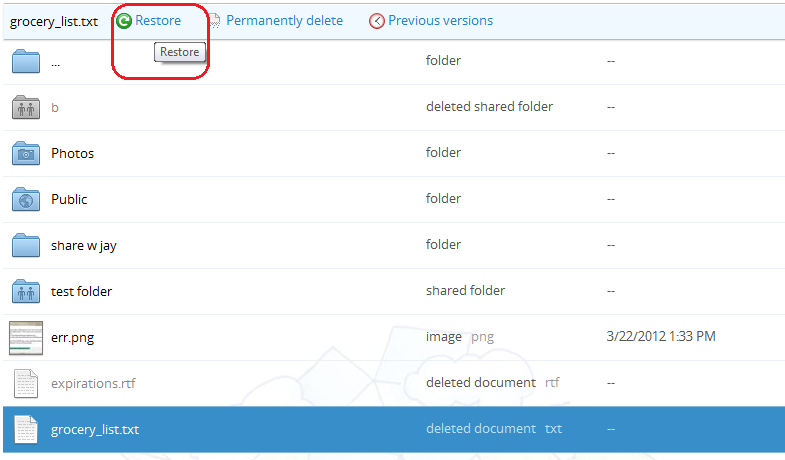 grocery_list.txt Restore Permanently delete Previous versions
Restore
... folder --
b deleted shared folder --
Photos folder --
Public folder --
share w jay folder --
test folder shared folder --
err.png image png 3/22/2012 1:33 PM
expirations.rtf deleted document rtf --
grocery_list.txt deleted document txt --